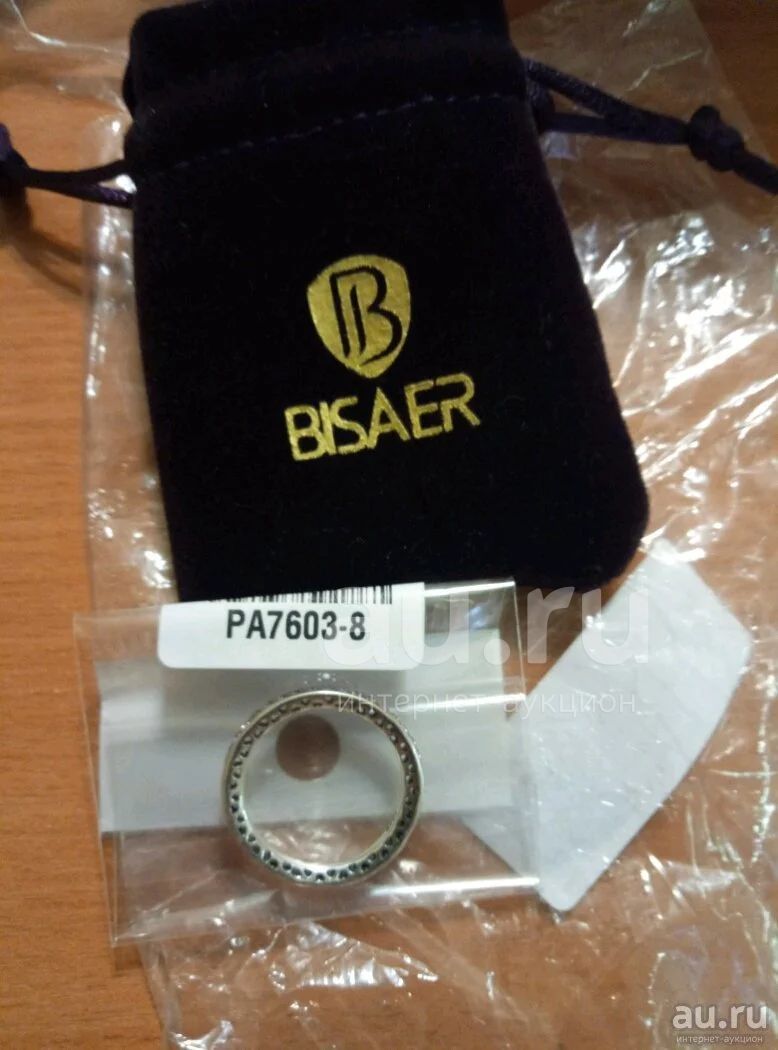 B
BISAER
PA7603-8
au.ru
интернет-аукцион
au.ru
интернет-аукцион